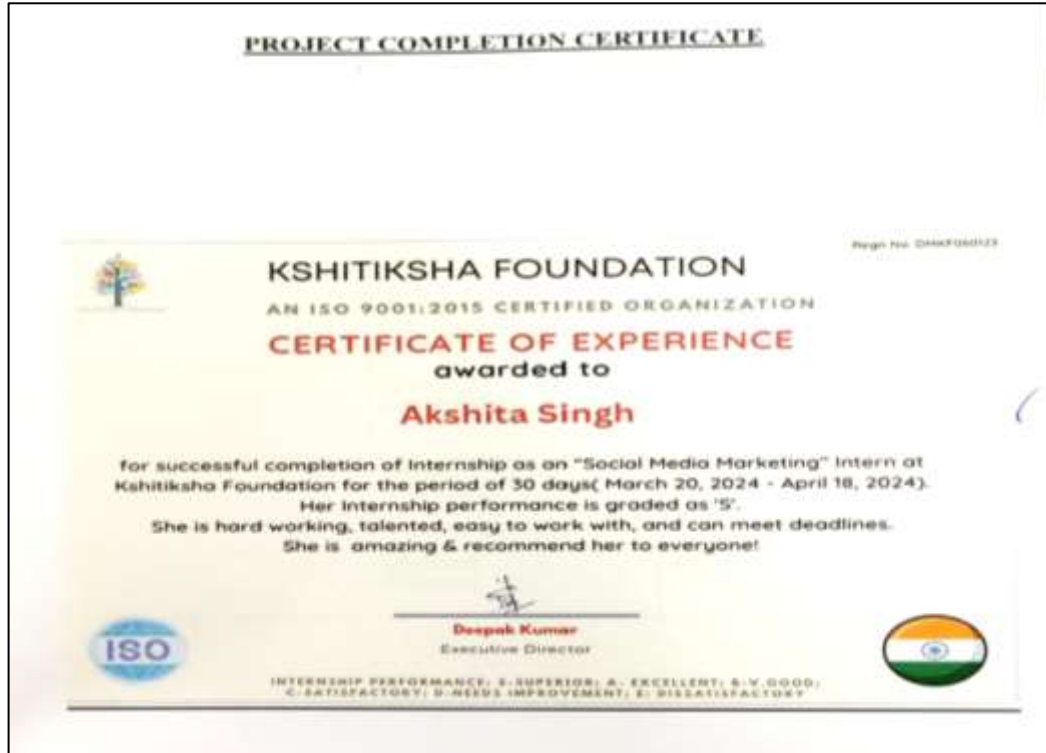 PROJECT COMPLETION CERTIFICATE
Regn No. DHKF060123
KSHITIKSHA FOUNDATION
AN ISO 9001:2015 CERTIFIED ORGANIZATION
CERTIFICATE OF EXPERIENCE
awarded to
Akshita Singh
for successful completion of Internship as an "Social Media Marketing" Intern at
Kshitiksha Foundation for the period of 30 days( March 20, 2024 - April 18, 2024).
Her Internship performance is graded as 'S'.
She is hard working, talented, easy to work with, and can meet deadlines.
She is amazing & recommend her to everyone!
Deepak Kumar
Executive Director
ISO
INTERNSHIP PERFORMANCE: S-SUPERIOR; A- EXCELLENT; B-V.GOOD;
C-SATISFACTORY; D-NEEDS IMPROVEMENT; E: DISSATISFACTORY